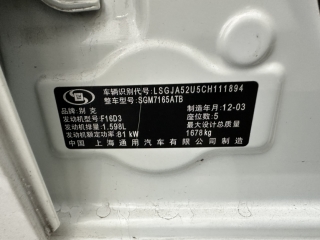 车辆识别代号:LSGJA52U5CH111894
整车型号:SGM7165ATB
品牌:别克 制造年月:12-03
发动机型号:F16D3 座位数:5
发动机排量:1.598L 最大设计总质量
发动机额定功率:81kW 1678kg
中国 上海通用汽车有限公司制造